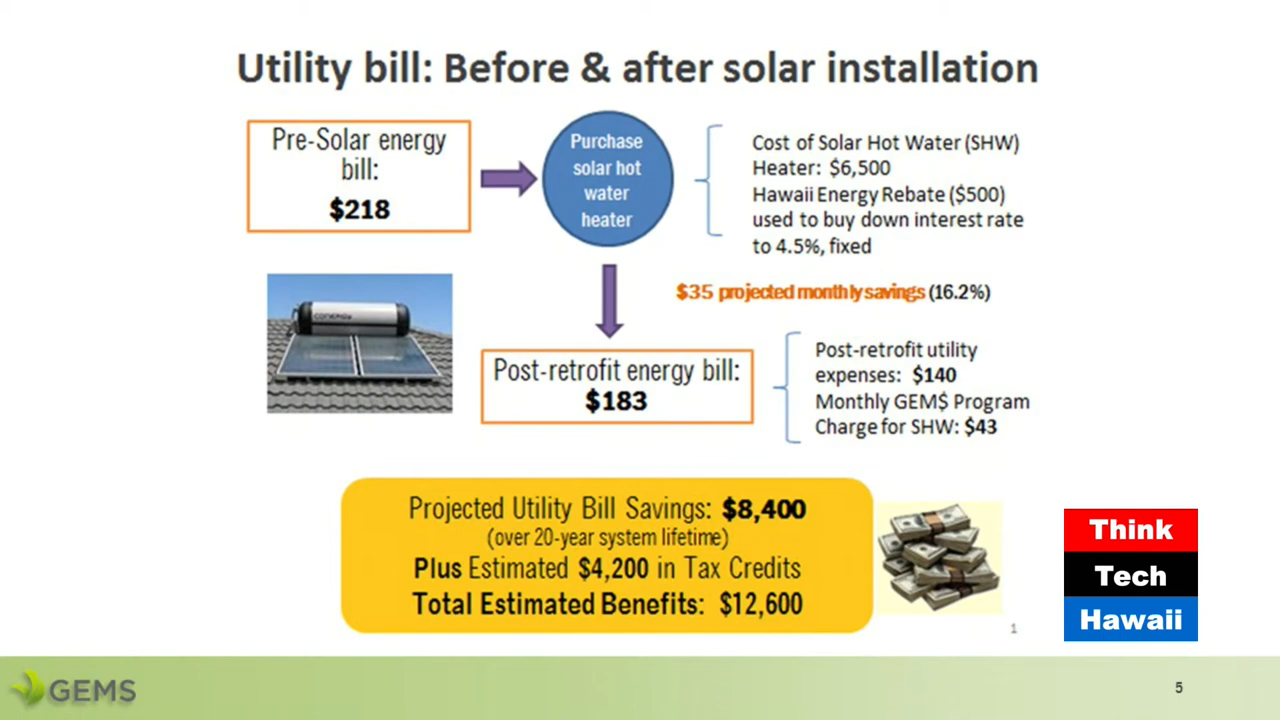 Utility bill: Before & after solar installation
Pre-Solar energy
bill:
$218
Purchase
solar hot
water
heater
Cost of Solar Hot Water (SHW)
Heater: $6,500
Hawaii Energy Rebate ($500)
used to buy down interest rate
to 4.5%, fixed
$35 projected monthly savings (16.2%)
CONERGY
Post-retrofit energy bill:
$183
Post-retrofit utility
expenses: $140
Monthly GEM$ Program
Charge for SHW: $43
Projected Utility Bill Savings: $8,400
(over 20-year system lifetime)
Plus Estimated $4,200 in Tax Credits
Total Estimated Benefits: $12,600
1
Think
Tech
Hawaii
GEMS
5